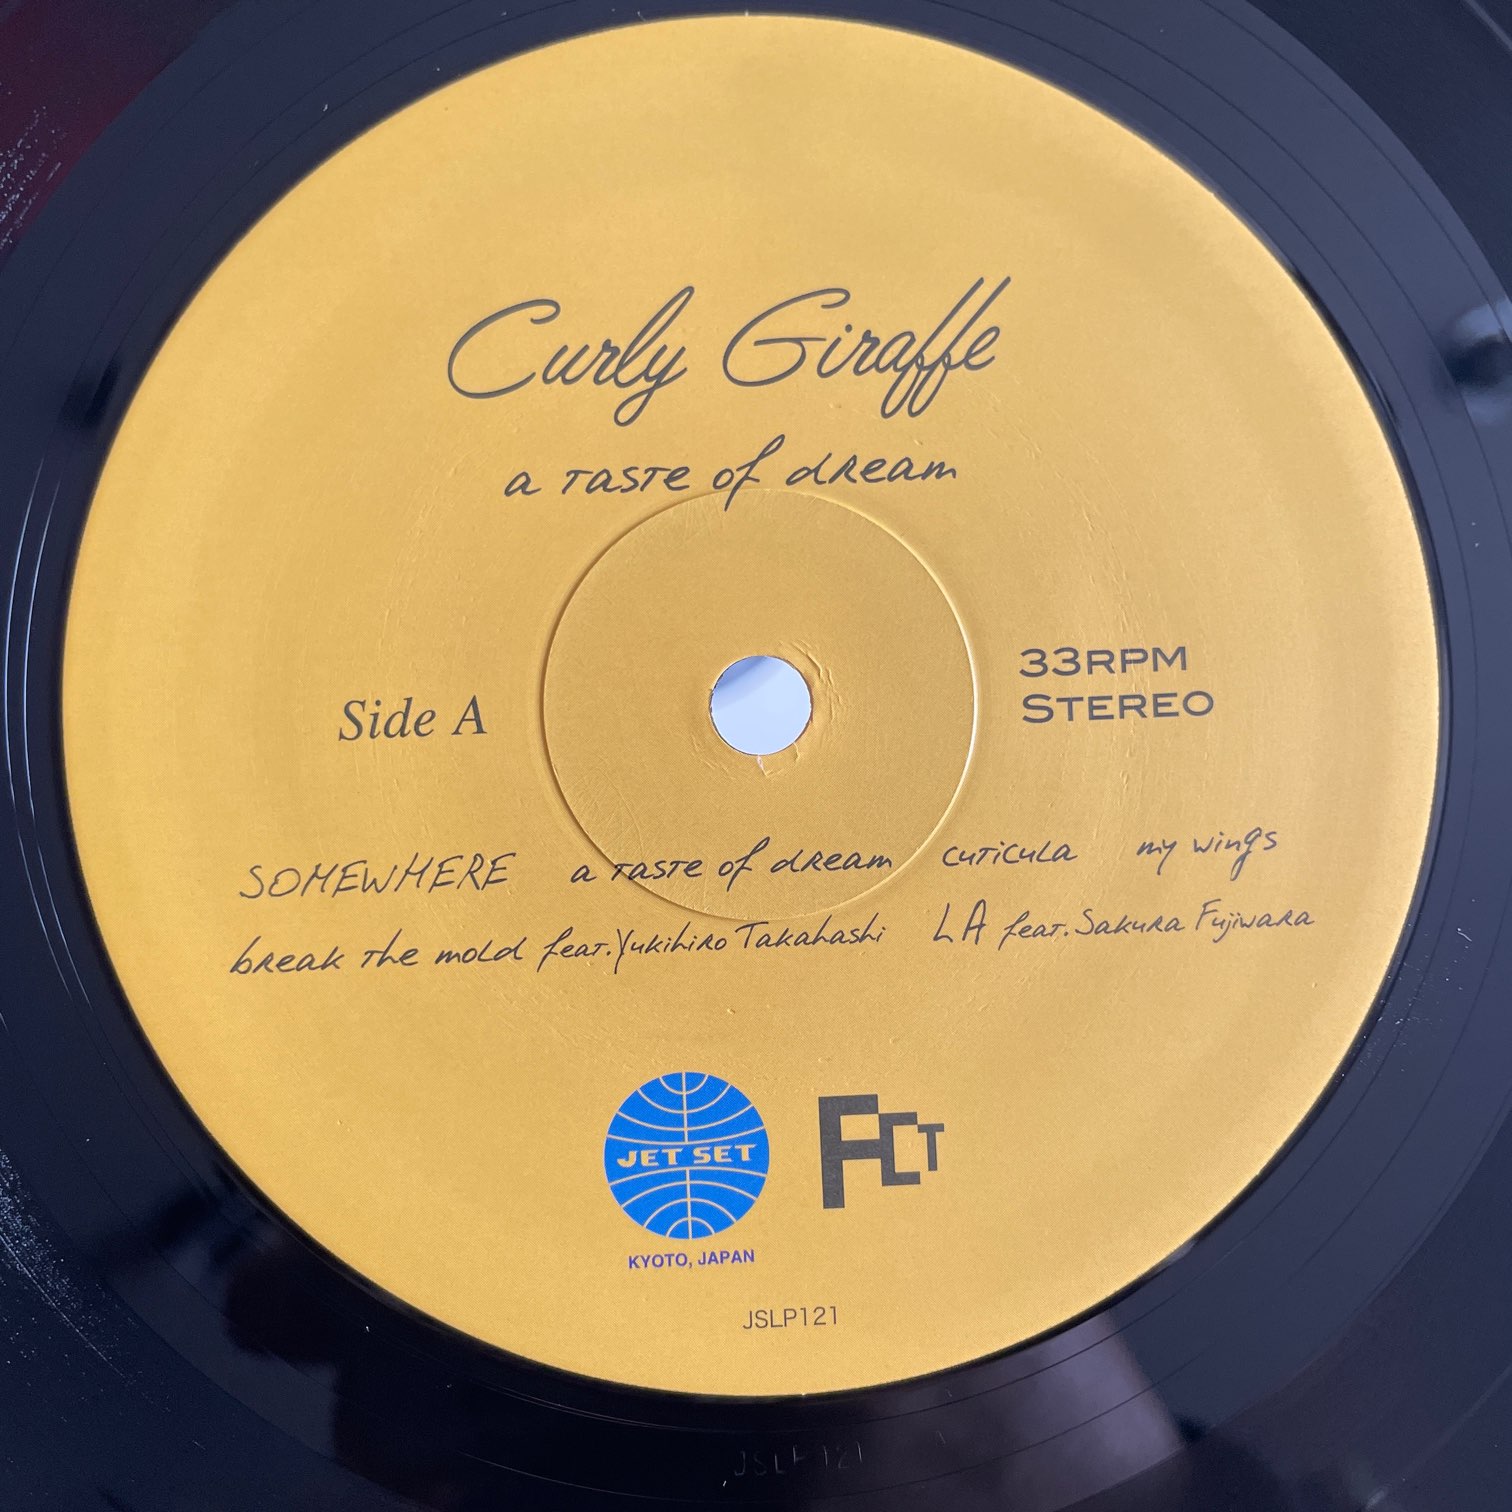 Curly Giraffe
a taste of dream
Side A
33RPM
STEREO
SOMEWHERE a taste of dream cuticula my wings
break the mold feat. Yukihiro Takahashi LA feat. Sakura Fujiwara
JET SET
FCT
KYOTO, JAPAN
JSLP121
JSLP121